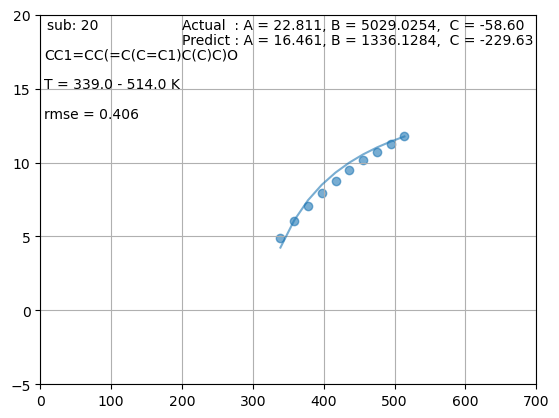 sub: 20
Actual : A = 22.811, B = 5029.0254, C = -58.60
Predict : A = 16.461, B = 1336.1284, C = -229.63
CC1=CC(=C(C=C1)C(C)C)O
T = 339.0 - 514.0 K
rmse = 0.406
20
15
10
5
0
-5
0 100 200 300 400 500 600 700